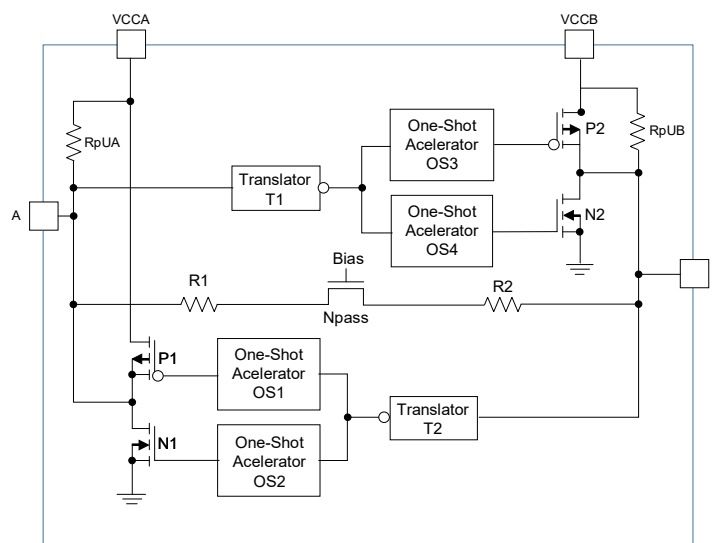 VCCA
VCCB
RpUA
One-Shot
Acelerator
OS3
P2
RpUB
Translator
T1
A
One-Shot
Acelerator
OS4
N2
Bias
R1
R2
Npass
P1
One-Shot
Acelerator
OS1
Translator
T2
N1
One-Shot
Acelerator
OS2